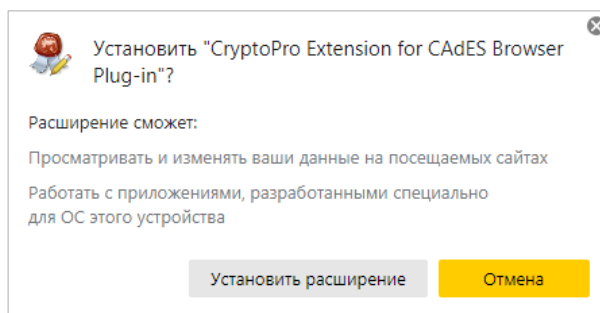 Установить "CryptoPro Extension for CAdES Browser
Plug-in"?
Расширение сможет:
Просматривать и изменять ваши данные на посещаемых сайтах
Работать с приложениями, разработанными специально
для ОС этого устройства
Установить расширение
Отмена